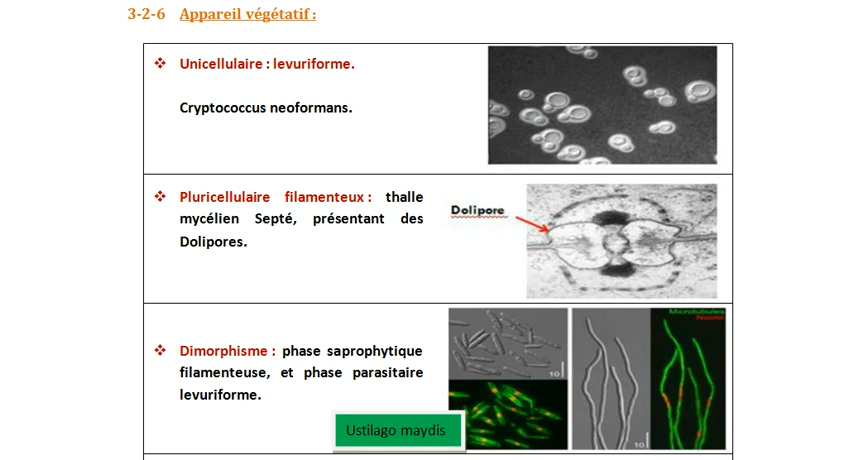 3-2-6 Appareil végétatif :
❖ Unicellulaire : levuriforme.
Cryptococcus neoformans.
❖ Pluricellulaire filamenteux : thalle
mycélien Septé, présentant des
Dolipores.
Dolipore
❖ Dimorphisme : phase saprophytique
filamenteuse, et phase parasitaire
levuriforme.
Ustilago maydis
10
10
Microtubules
Nucleus